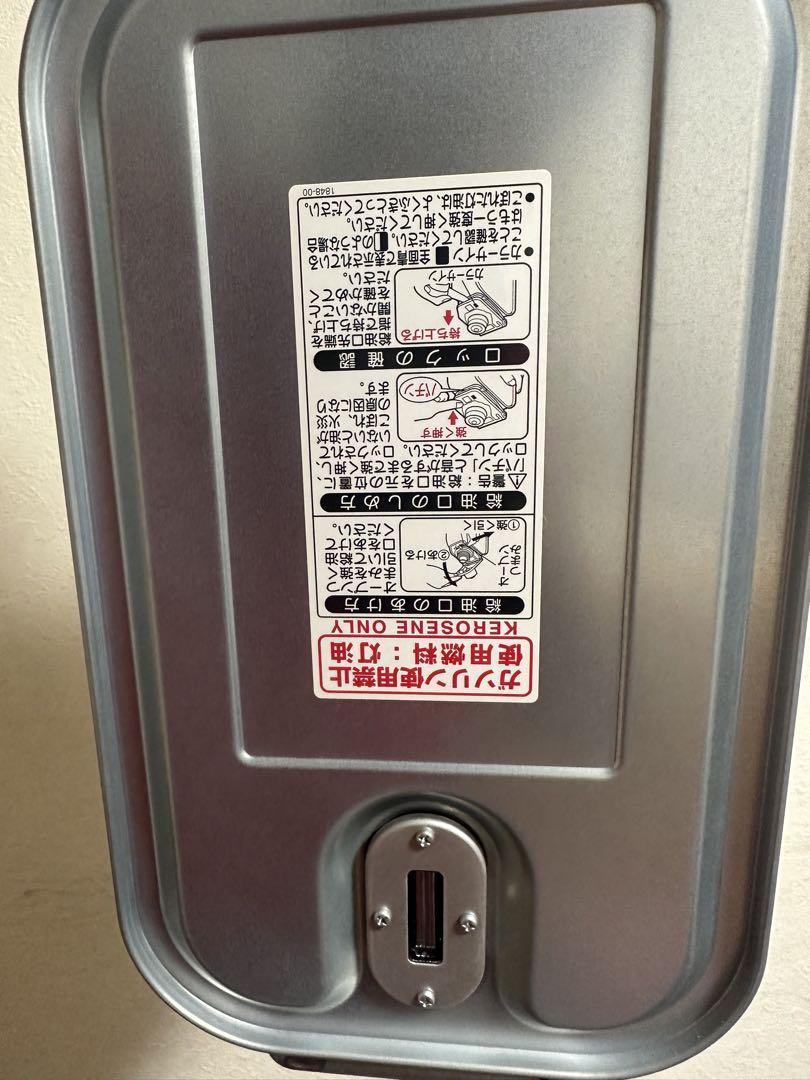 ガソリン使用禁止
使用燃料：灯油
KEROSENE ONLY
給油口のあけ方
オープン
つまみ
①強く引く
②あける
オープンつ
まみを強く
引いて給油
口をあけて
ください。
給油口のしめ方
⚠警告：給油口を元の位置に、
「パチン」と音がするまで強く押し、
ロックしてください。
強く押す
パチン
ロックされて
いないと油が
こぼれ、火災
の原因になり
ます。
ロックの確認
持ち上げる
カラーサイン
給油口先端を
指で持ち上げ、
開かないこと
を確かめてく
ださい。
●カラーサイン 全面青で表示されている
ことを確認してください。 のような場合
はもう一度強く押してください。
●こぼれた灯油は、よくふきとってください。
1848-00